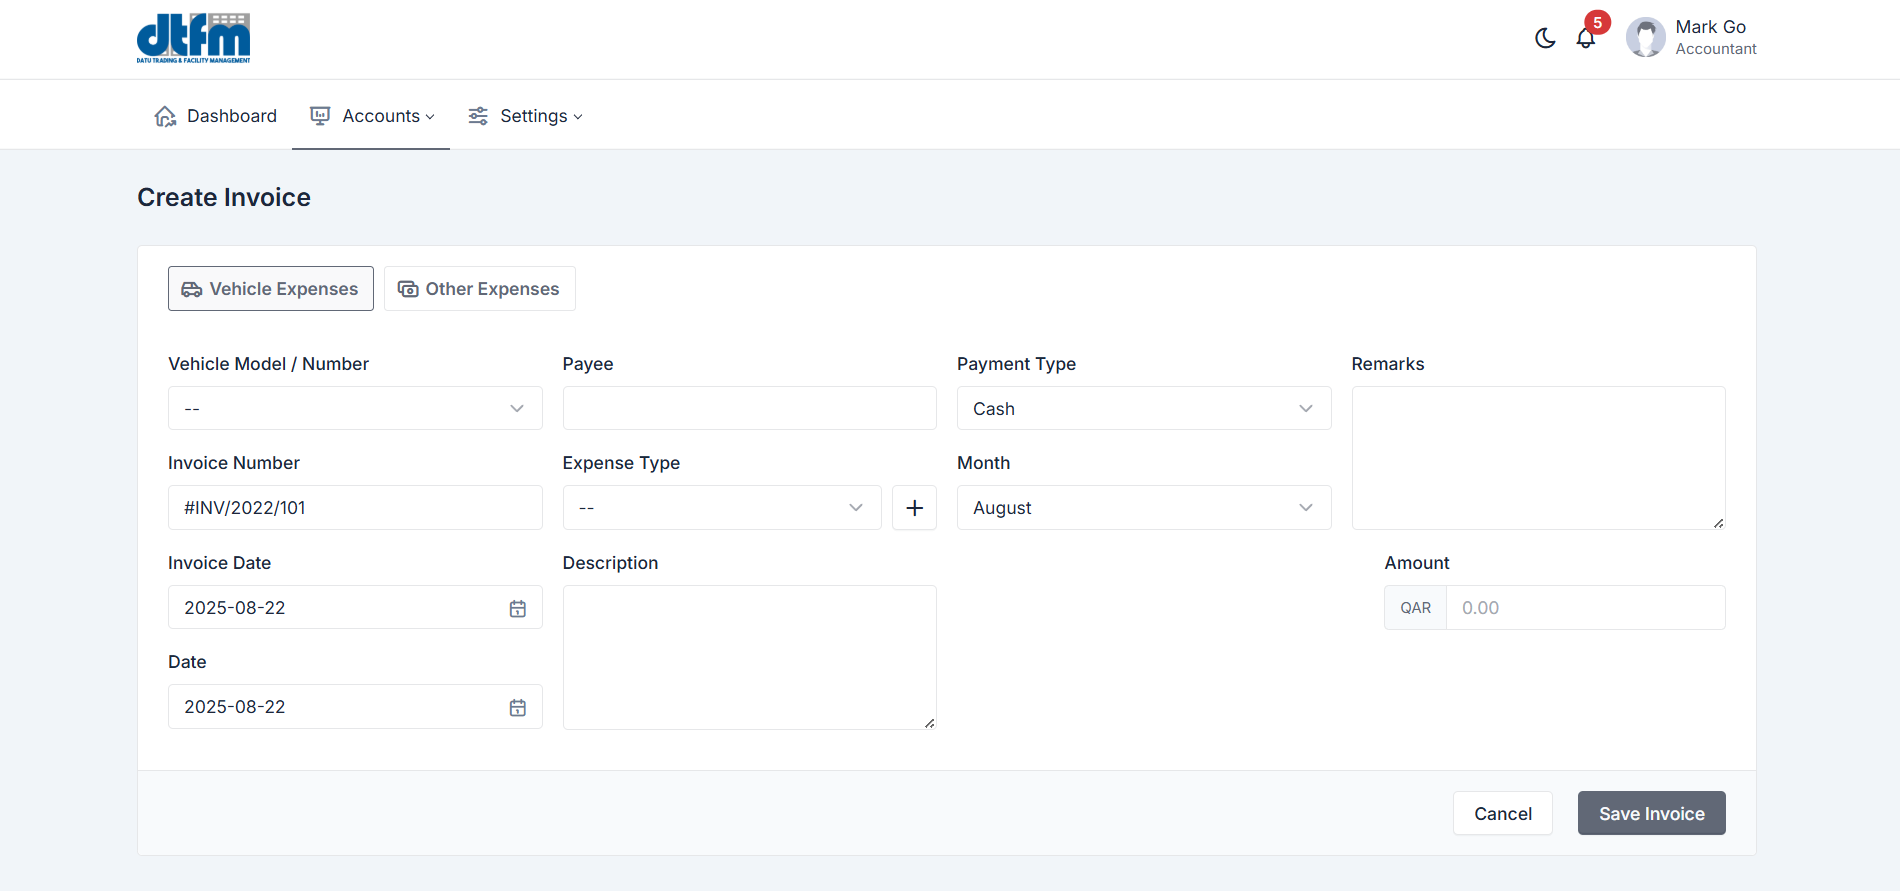 dtfm
DATU TRADING & FACILITY MANAGEMENT
5
Mark Go
Accountant
Dashboard
Accounts
Settings
Create Invoice
Vehicle Expenses
Other Expenses
Vehicle Model / Number
Payee
Payment Type
Remarks
--
Cash
Invoice Number
Expense Type
Month
#INV/2022/101
--
+
August
Invoice Date
Description
Amount
2025-08-22
QAR
0.00
Date
2025-08-22
Cancel
Save Invoice